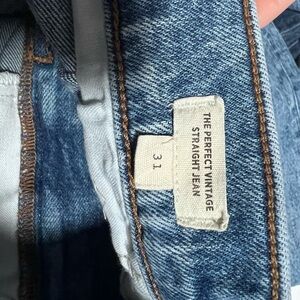 THE PERFECT VINTAGE
STRAIGHT JEAN
31